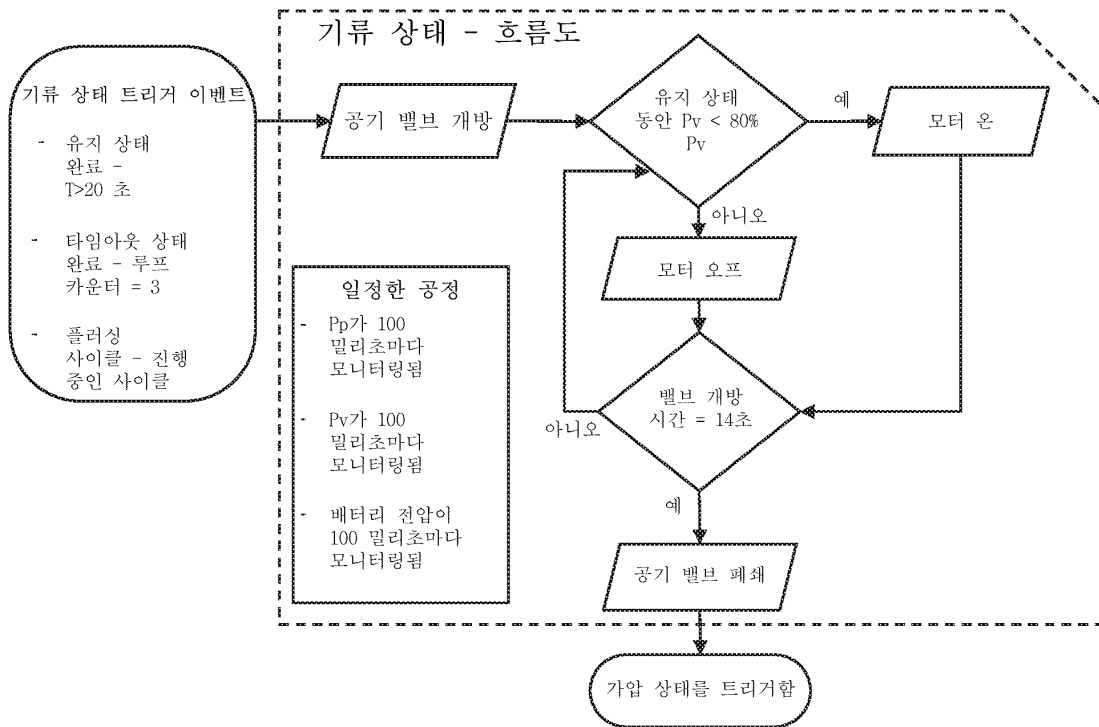 기류 상태 - 흐름도
기류 상태 트리거 이벤트
- 유지 상태
완료 -
T>20 초
- 타임아웃 상태
완료 - 루프
카운터 = 3
- 플러싱
사이클 - 진행
중인 사이클
공기 밸브 개방
유지 상태
동안 Pv < 80%
Pv
예
모터 온
아니오
모터 오프
일정한 공정
- Pp가 100
밀리초마다
모니터링됨
- Pv가 100
밀리초마다
모니터링됨
- 배터리 전압이
100 밀리초마다
모니터링됨
밸브 개방
시간 = 14초
아니오
예
공기 밸브 폐쇄
가압 상태를 트리거함